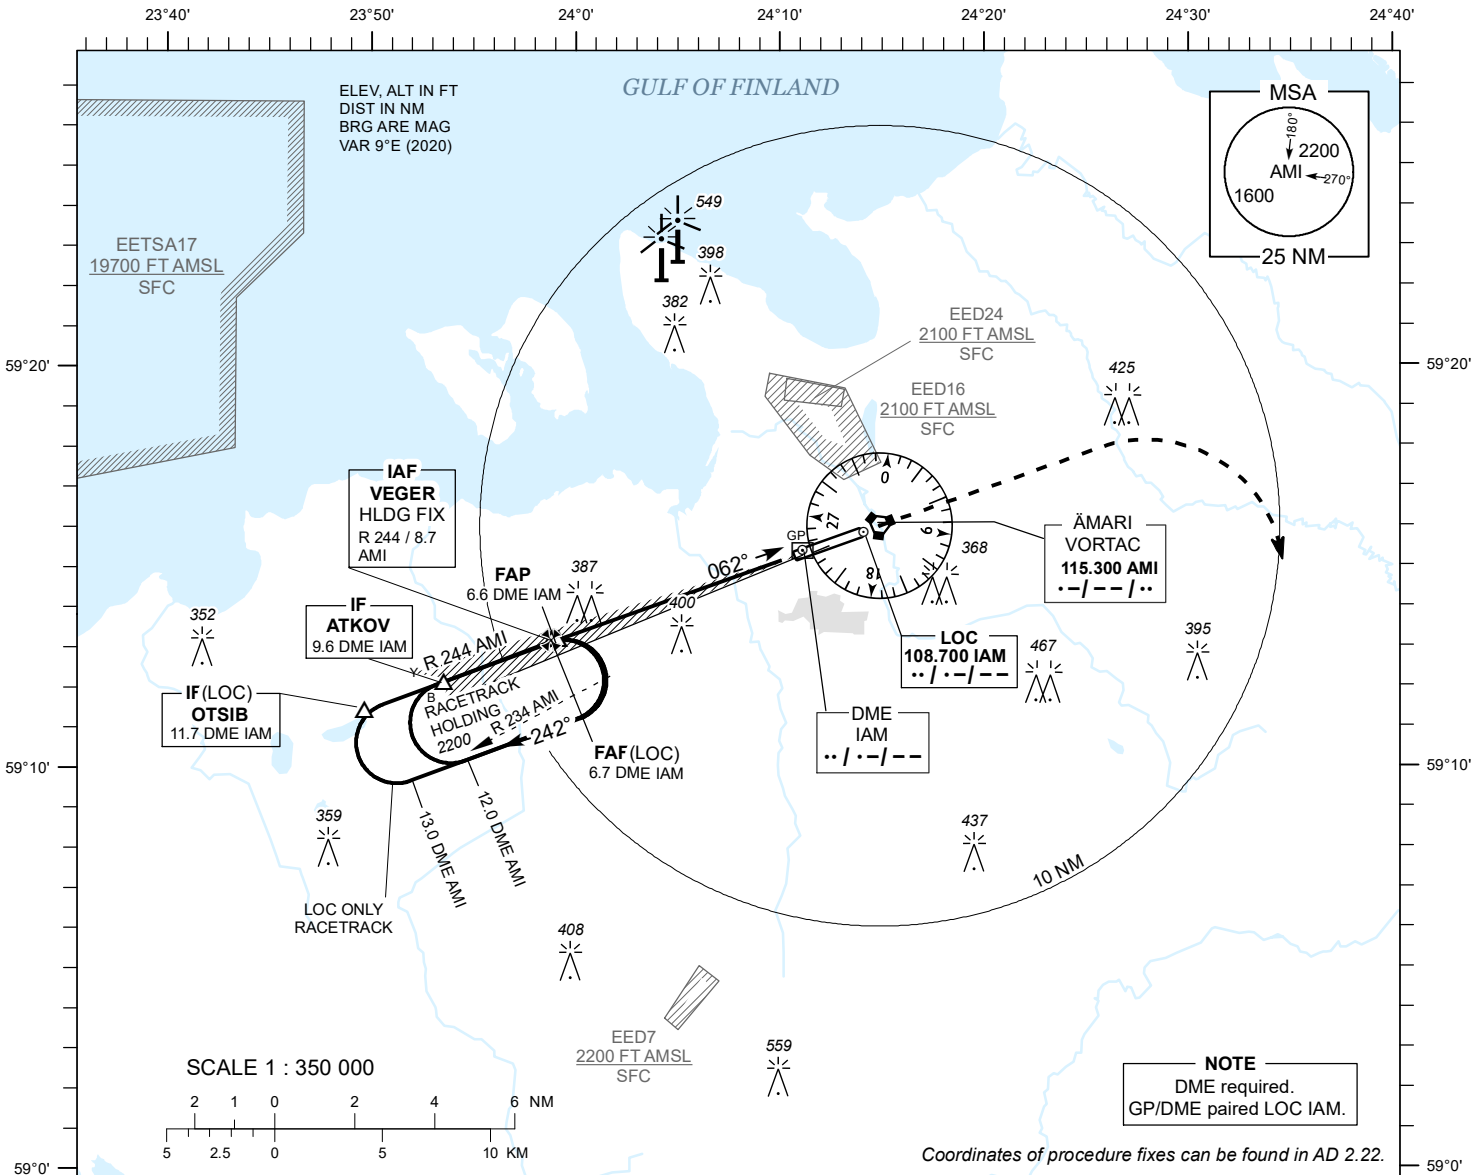 23°40' 23°50' 24°0' 24°10' 24°20' 24°30' 24°40'
ELEV, ALT IN FT
DIST IN NM
BRG ARE MAG
VAR 9°E (2020)
GULF OF FINLAND
MSA
180°
2200
AMI
270°
1600
25 NM
EETSA17
19700 FT AMSL
SFC
549
398
382
EED24
2100 FT AMSL
SFC
59°20'
59°20'
425
EED16
2100 FT AMSL
SFC
IAF
VEGER
HLDG FIX
R 244 / 8.7
AMI
0
27
9
18
GP
368
ÄMARI
VORTAC
115.300 AMI
FAP
6.6 DME IAM
387
062°
400
352
IF
ATKOV
9.6 DME IAM
R 244 AMI
LOC
108.700 IAM
467
395
IF(LOC)
OTSIB
11.7 DME IAM
Y
B
RACETRACK
HOLDING
2200
R 234 AMI
242°
DME
IAM
FAF(LOC)
6.7 DME IAM
59°10'
59°10'
359
13.0 DME AMI
12.0 DME AMI
437
10 NM
LOC ONLY
RACETRACK
408
EED7
2200 FT AMSL
SFC
559
SCALE 1 : 350 000
2 1 0 2 4 6 NM
5 2.5 0 5 10 KM
NOTE
DME required.
GP/DME paired LOC IAM.
Coordinates of procedure fixes can be found in AD 2.22.
59°0'
59°0'